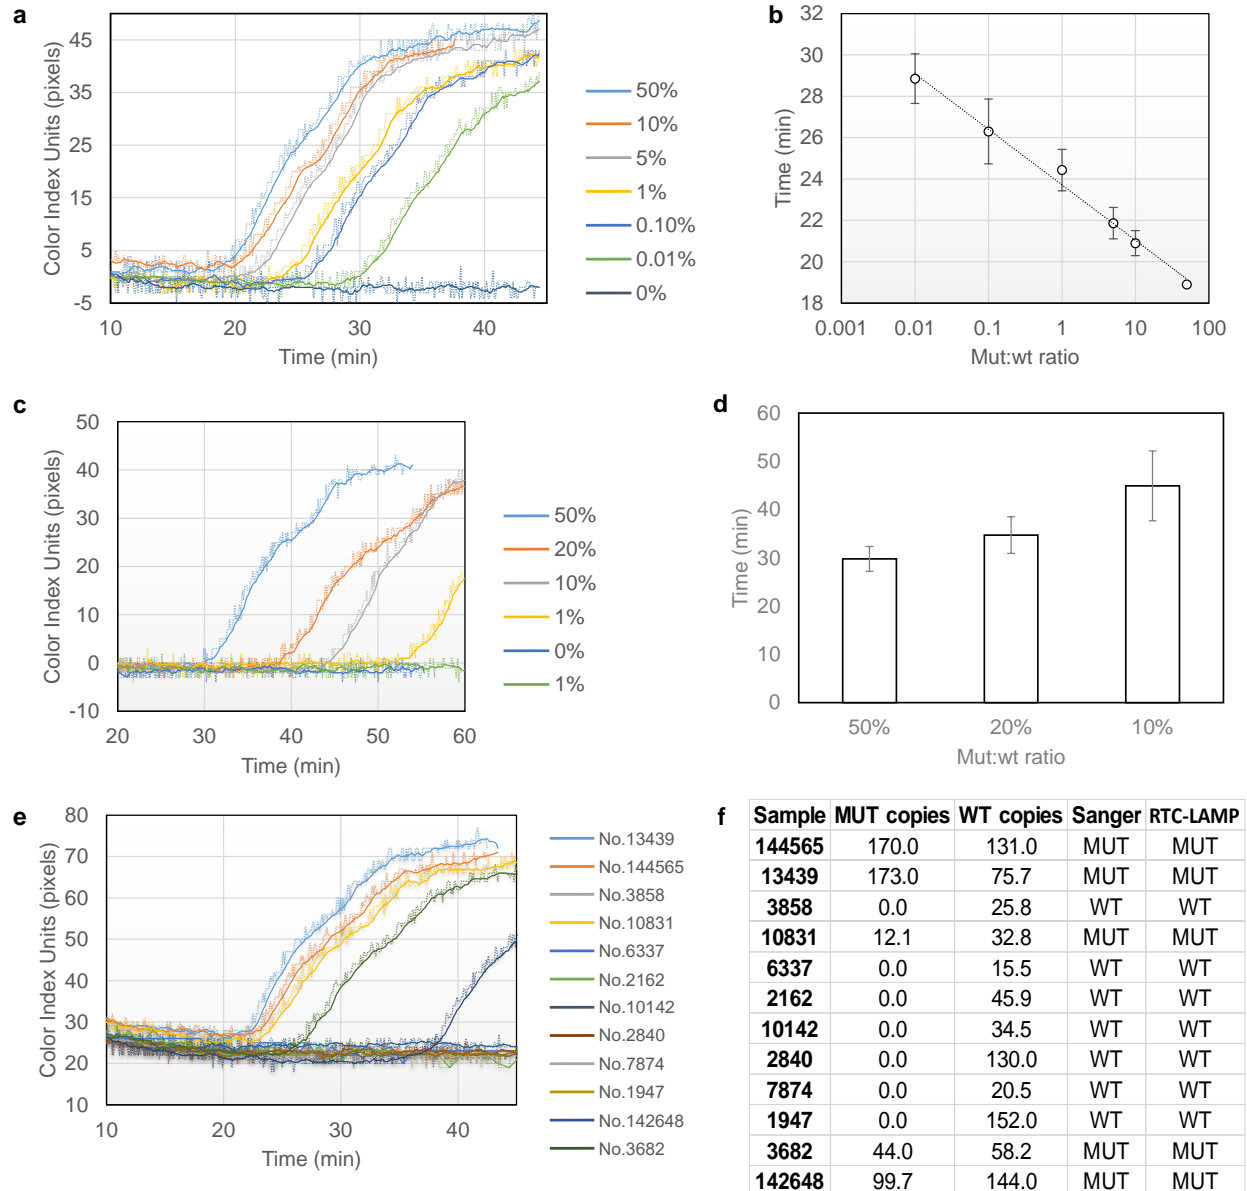 a
Color Index Units (pixels)
45
35
25
15
5
-5
10 20 30 40
Time (min)
50%
10%
5%
1%
0.10%
0.01%
0%
b
Time (min)
32
30
28
26
24
22
20
18
0.001 0.01 0.1 1 10 100
Mut:wt ratio
c
Color Index Units (pixels)
50
40
30
20
10
0
-10
20 30 40 50 60
Time (min)
50%
20%
10%
1%
0%
1%
d
Time (min)
60
50
40
30
20
10
0
50% 20% 10%
Mut:wt ratio
e
Color Index Units (pixels)
80
70
60
50
40
30
20
10
10 20 30 40
Time (min)
No.13439
No.144565
No.3858
No.10831
No.6337
No.2162
No.10142
No.2840
No.7874
No.1947
No.142648
No.3682
f
Sample MUT copies WT copies Sanger RTC-LAMP
144565 170.0 131.0 MUT MUT
13439 173.0 75.7 MUT MUT
3858 0.0 25.8 WT WT
10831 12.1 32.8 MUT MUT
6337 0.0 15.5 WT WT
2162 0.0 45.9 WT WT
10142 0.0 34.5 WT WT
2840 0.0 130.0 WT WT
7874 0.0 20.5 WT WT
1947 0.0 152.0 WT WT
3682 44.0 58.2 MUT MUT
142648 99.7 144.0 MUT MUT